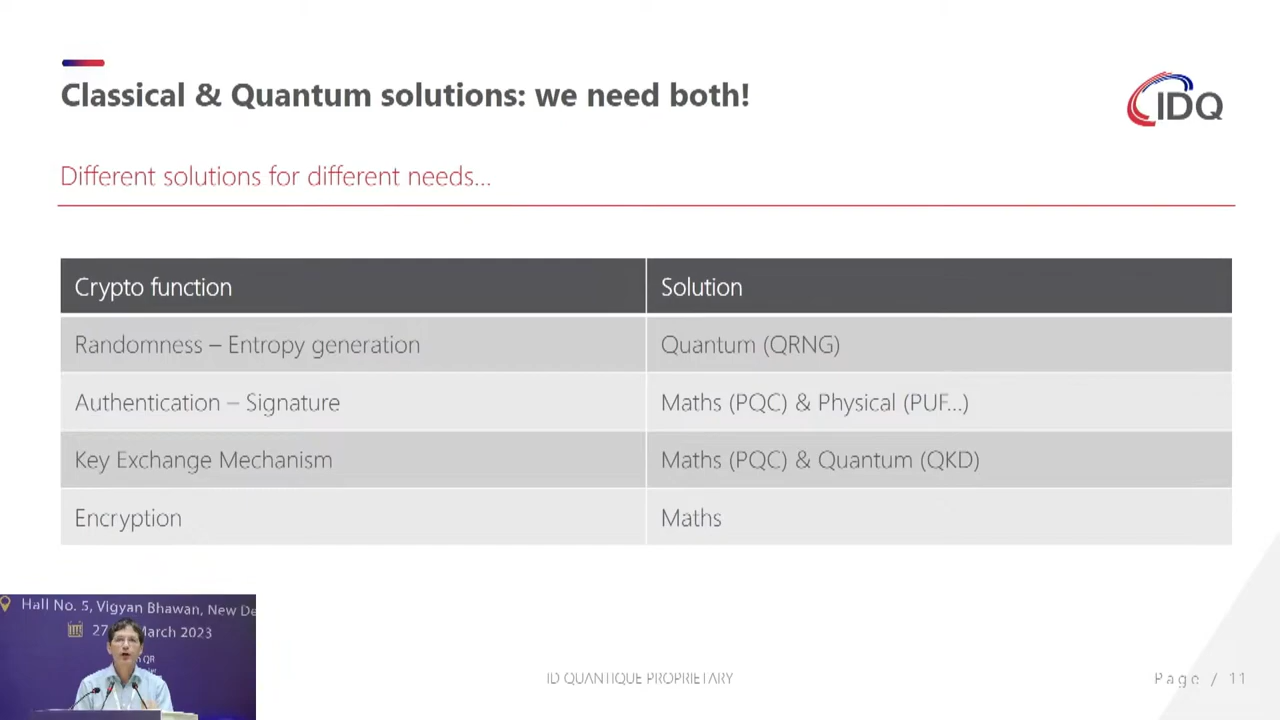 Classical & Quantum solutions: we need both!
IDQ
Different solutions for different needs...
Crypto function Solution
Randomness – Entropy generation Quantum (QRNG)
Authentication – Signature Maths (PQC) & Physical (PUF...)
Key Exchange Mechanism Maths (PQC) & Quantum (QKD)
Encryption Maths
Hall No. 5, Vigyan Bhawan, New De
27 March 2023
QR
ID QUANTIQUE PROPRIETARY
Page / 11